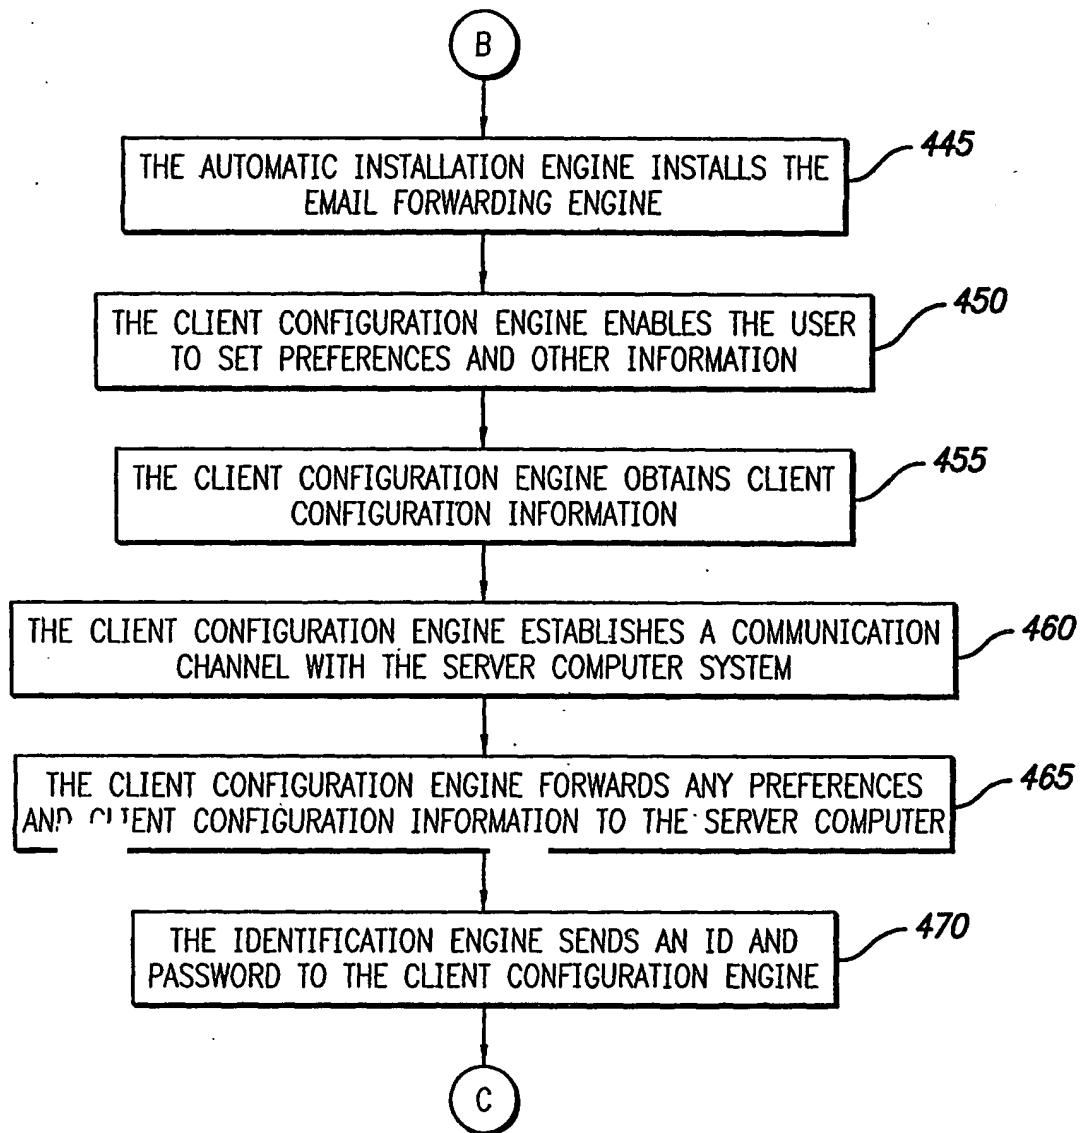 B
THE AUTOMATIC INSTALLATION ENGINE INSTALLS THE
EMAIL FORWARDING ENGINE
445
THE CLIENT CONFIGURATION ENGINE ENABLES THE USER
TO SET PREFERENCES AND OTHER INFORMATION
450
THE CLIENT CONFIGURATION ENGINE OBTAINS CLIENT
CONFIGURATION INFORMATION
455
THE CLIENT CONFIGURATION ENGINE ESTABLISHES A COMMUNICATION
CHANNEL WITH THE SERVER COMPUTER SYSTEM
460
THE CLIENT CONFIGURATION ENGINE FORWARDS ANY PREFERENCES
AND CLIENT CONFIGURATION INFORMATION TO THE SERVER COMPUTER
465
THE IDENTIFICATION ENGINE SENDS AN ID AND
PASSWORD TO THE CLIENT CONFIGURATION ENGINE
470
C